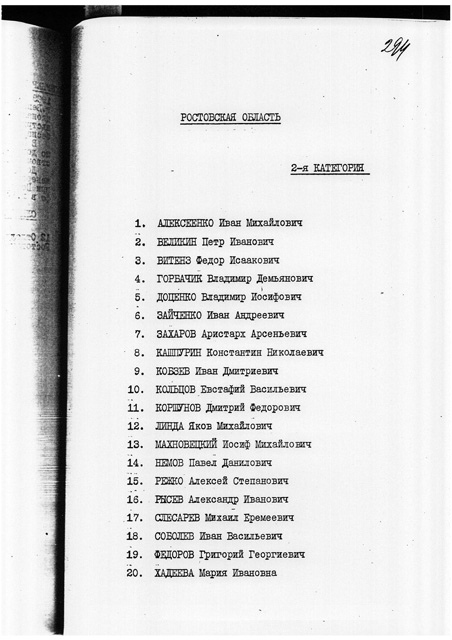 294
РОСТОВСКАЯ ОБЛАСТЬ
2-я КАТЕГОРИЯ
1. АЛЕКСЕЕНКО Иван Михайлович
2. ВЕЛИКИН Петр Иванович
3. ВИТЕНЗ Федор Исаакович
4. ГОРБАЧИК Владимир Демьянович
5. ДОЦЕНКО Владимир Иосифович
6. ЗАЙЧЕНКО Иван Андреевич
7. ЗАХАРОВ Аристарх Арсеньевич
8. КАШПУРИН Константин Николаевич
9. КОБЗЕВ Иван Дмитриевич
10. КОЛЬЦОВ Евстафий Васильевич
11. КОРШУНОВ Дмитрий Федорович
12. ЛИНДА Яков Михайлович
13. МАХНОВЕЦКИЙ Иосиф Михайлович
14. НЕМОВ Павел Данилович
15. РЕЖКО Алексей Степанович
16. РЫСЕВ Александр Иванович
17. СЛЕСАРЕВ Михаил Еремеевич
18. СОБОЛЕВ Иван Васильевич
19. ФЕДОРОВ Григорий Георгиевич
20. ХАДЕЕВА Мария Ивановна